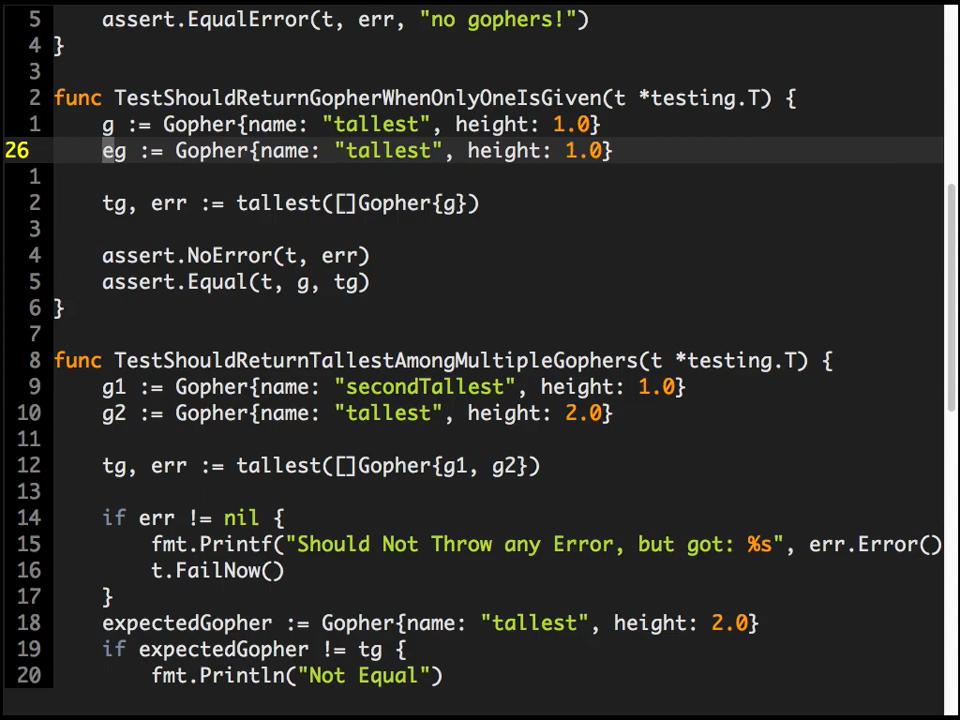 5    assert.EqualError(t, err, "no gophers!")
4 }
3
2 func TestShouldReturnGopherWhenOnlyOneIsGiven(t *testing.T) {
1    g := Gopher{name: "tallest", height: 1.0}
26    eg := Gopher{name: "tallest", height: 1.0}
1
2    tg, err := tallest([]Gopher{g})
3
4    assert.NoError(t, err)
5    assert.Equal(t, g, tg)
6 }
7
8 func TestShouldReturnTallestAmongMultipleGophers(t *testing.T) {
9    g1 := Gopher{name: "secondTallest", height: 1.0}
10    g2 := Gopher{name: "tallest", height: 2.0}
11
12    tg, err := tallest([]Gopher{g1, g2})
13
14    if err != nil {
15        fmt.Printf("Should Not Throw any Error, but got: %s", err.Error()
16        t.FailNow()
17    }
18    expectedGopher := Gopher{name: "tallest", height: 2.0}
19    if expectedGopher != tg {
20        fmt.Println("Not Equal")